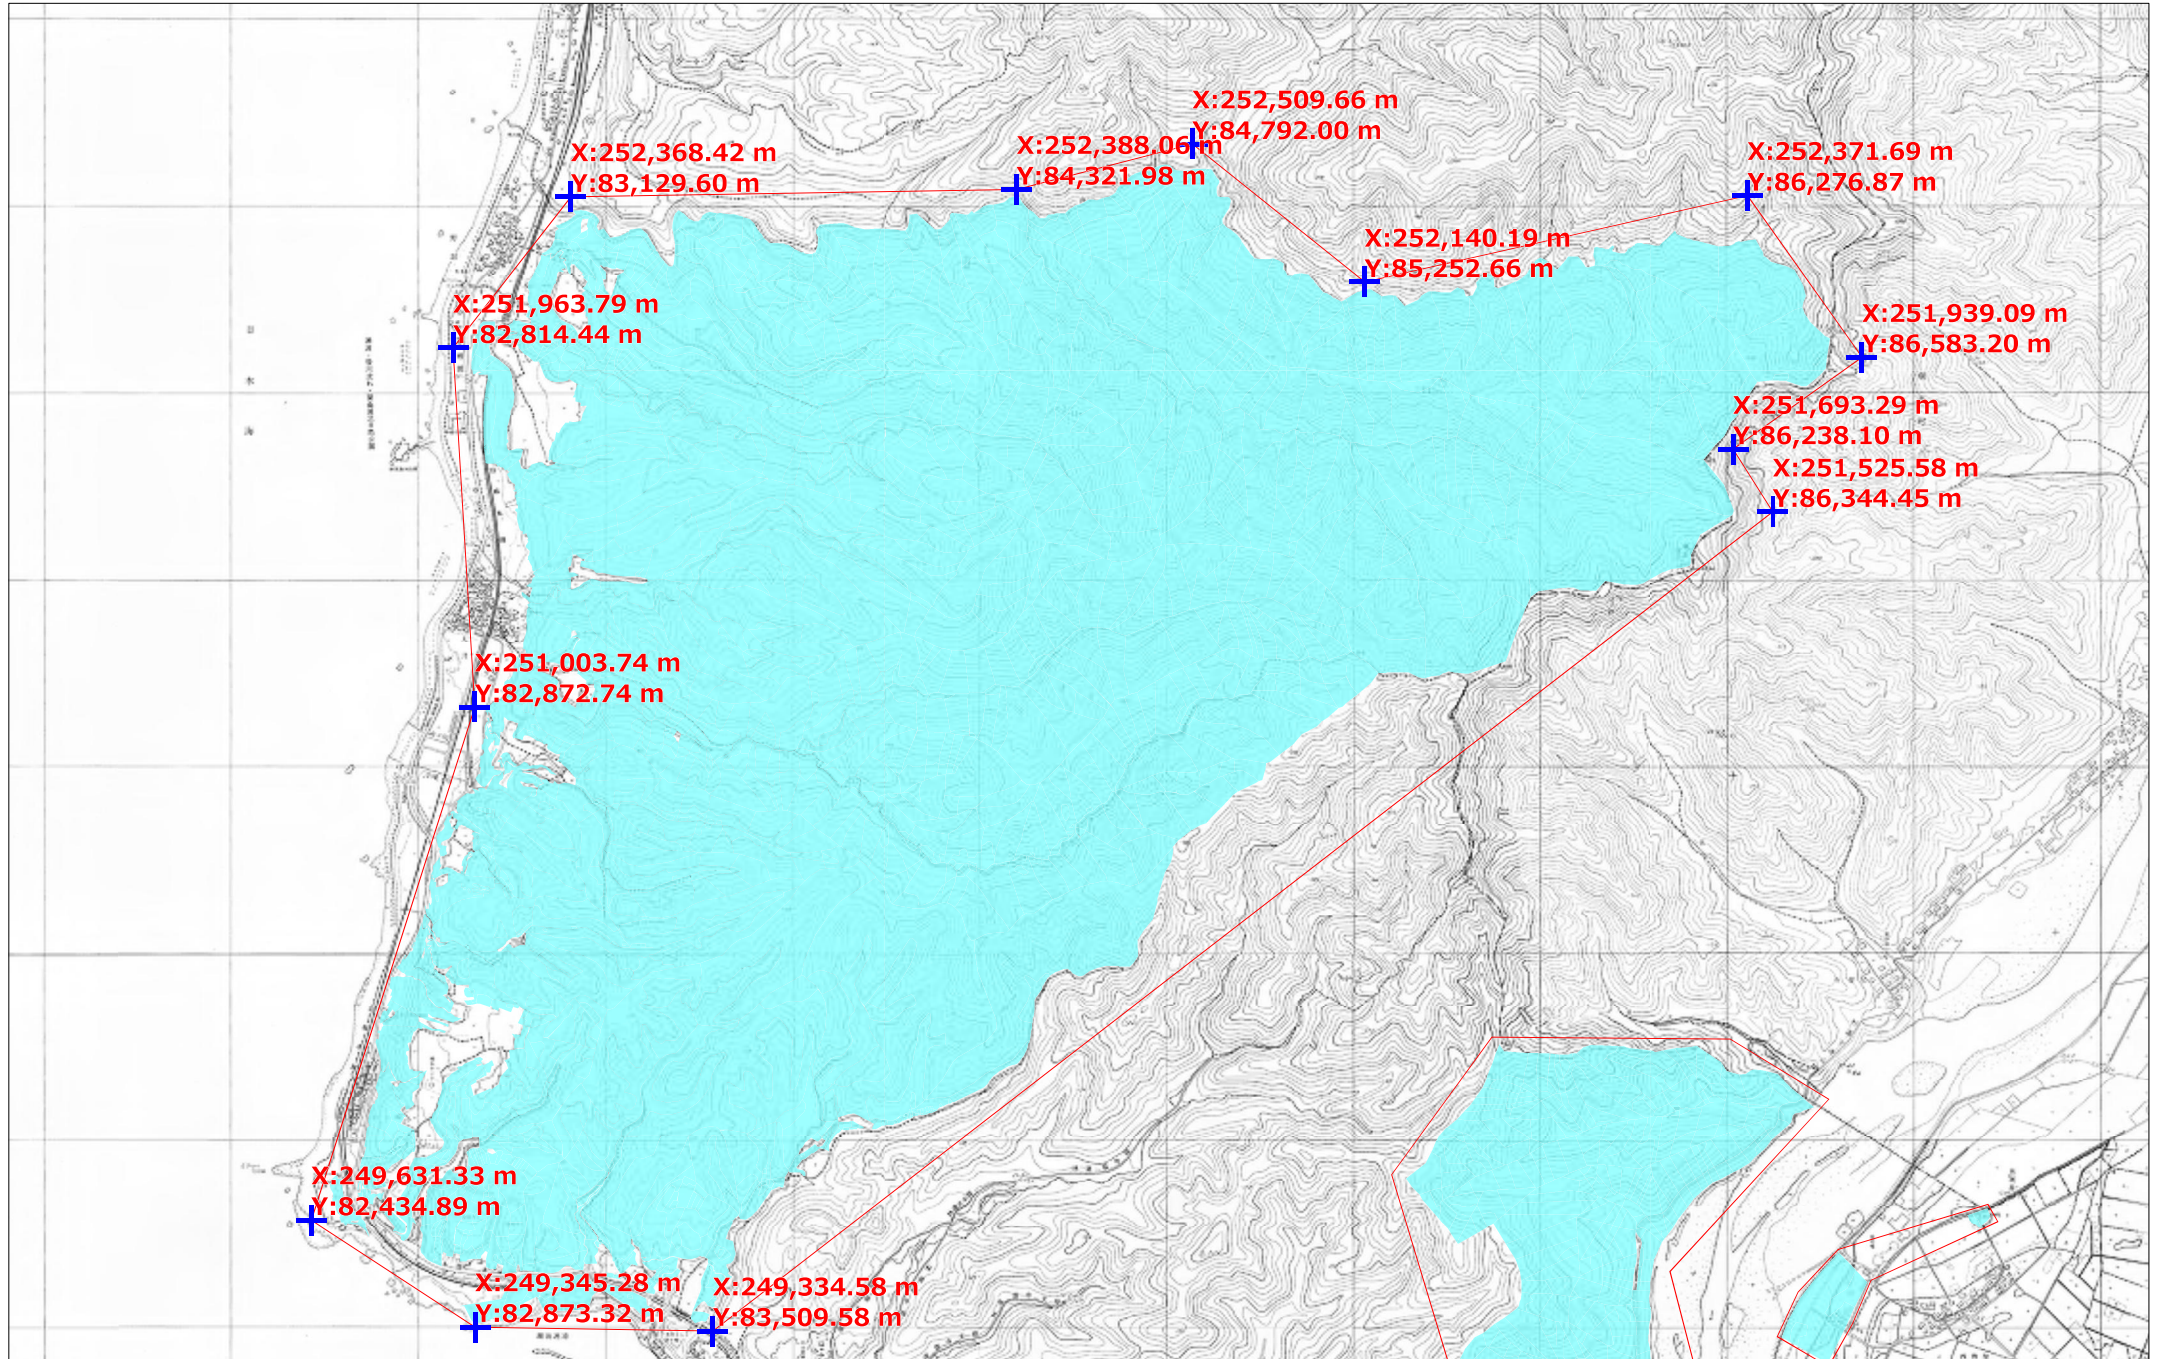 X:252,509.66 m
Y:84,792.00 m
X:252,388.06 m
Y:84,321.98 m
X:252,368.42 m
Y:83,129.60 m
X:252,371.69 m
Y:86,276.87 m
X:252,140.19 m
Y:85,252.66 m
X:251,963.79 m
Y:82,814.44 m
X:251,939.09 m
Y:86,583.20 m
日
本
海
X:251,693.29 m
Y:86,238.10 m
X:251,525.58 m
Y:86,344.45 m
X:251,003.74 m
Y:82,872.74 m
X:249,631.33 m
Y:82,434.89 m
X:249,345.28 m
Y:82,873.32 m
X:249,334.58 m
Y:83,509.58 m